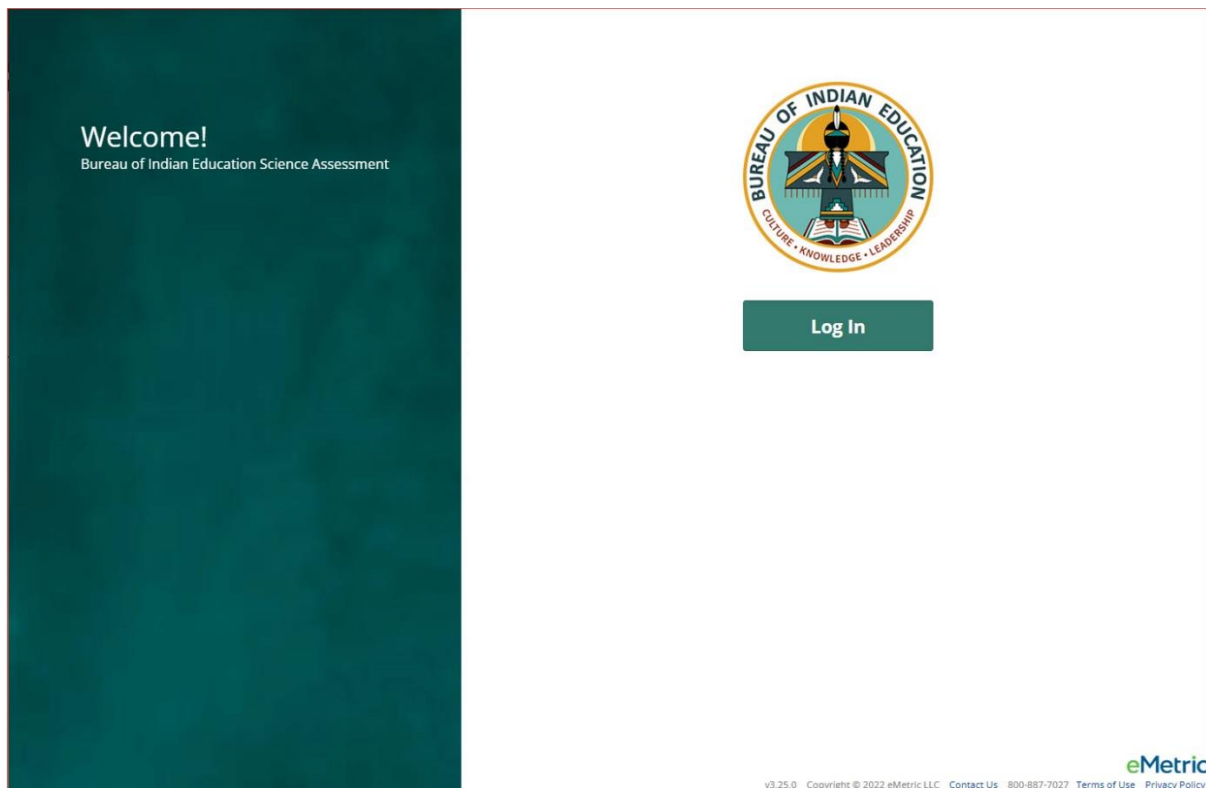 Welcome!
Bureau of Indian Education Science Assessment
BUREAU OF INDIAN EDUCATION
CULTURE • KNOWLEDGE • LEADERSHIP
Log In
eMetric
v3.25.0 Copyright © 2022 eMetric LLC Contact Us 800-887-7027 Terms of Use Privacy Policy